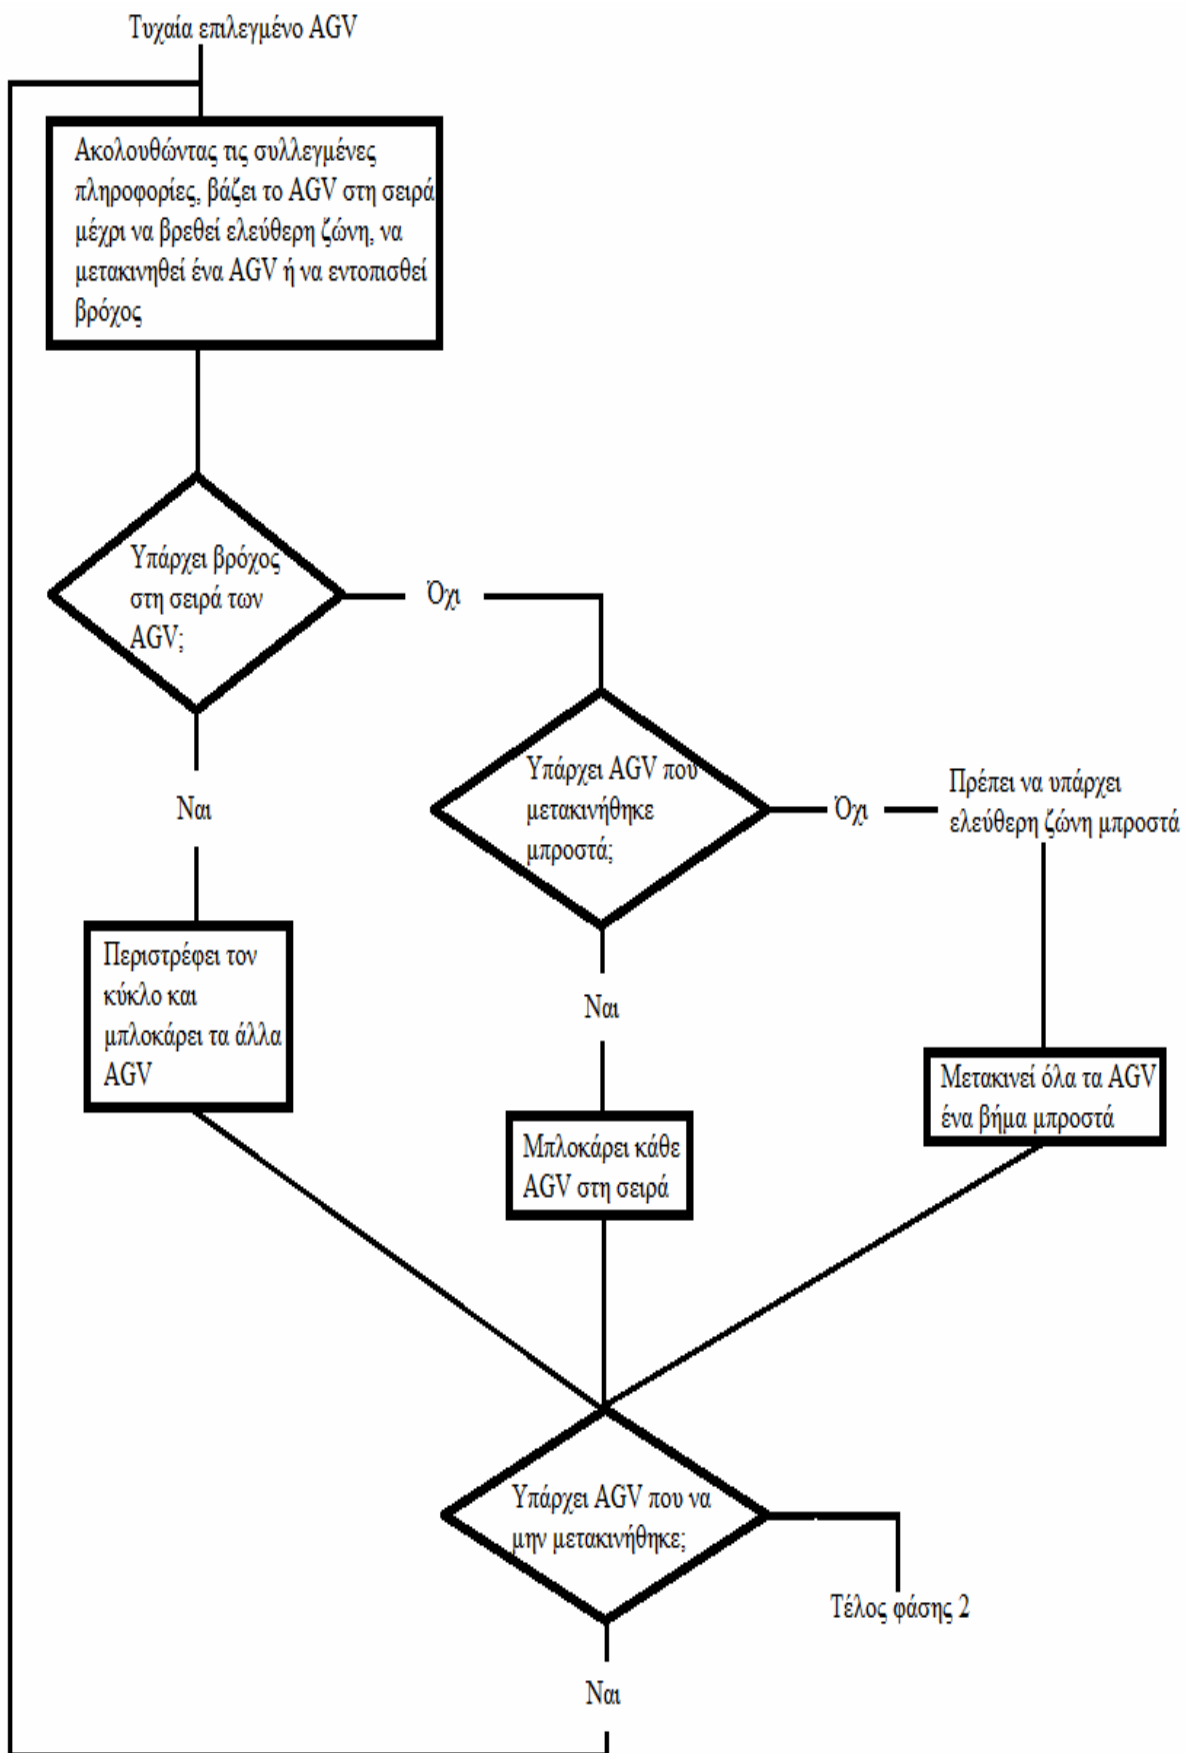 Τυχαία επιλεγμένο AGV
Ακολουθώντας τις συλλεγμένες
πληροφορίες, βάζει το AGV στη σειρά
μέχρι να βρεθεί ελεύθερη ζώνη, να
μετακινηθεί ένα AGV ή να εντοπισθεί
βρόχος
Υπάρχει βρόχος
στη σειρά των
AGV;
Όχι
Ναι
Υπάρχει AGV που
μετακινήθηκε
μπροστά;
Όχι
Πρέπει να υπάρχει
ελεύθερη ζώνη μπροστά
Ναι
Περιστρέφει τον
κύκλο και
μπλοκάρει τα άλλα
AGV
Μπλοκάρει κάθε
AGV στη σειρά
Μετακινεί όλα τα AGV
ένα βήμα μπροστά
Υπάρχει AGV που να
μην μετακινήθηκε;
Τέλος φάσης 2
Ναι